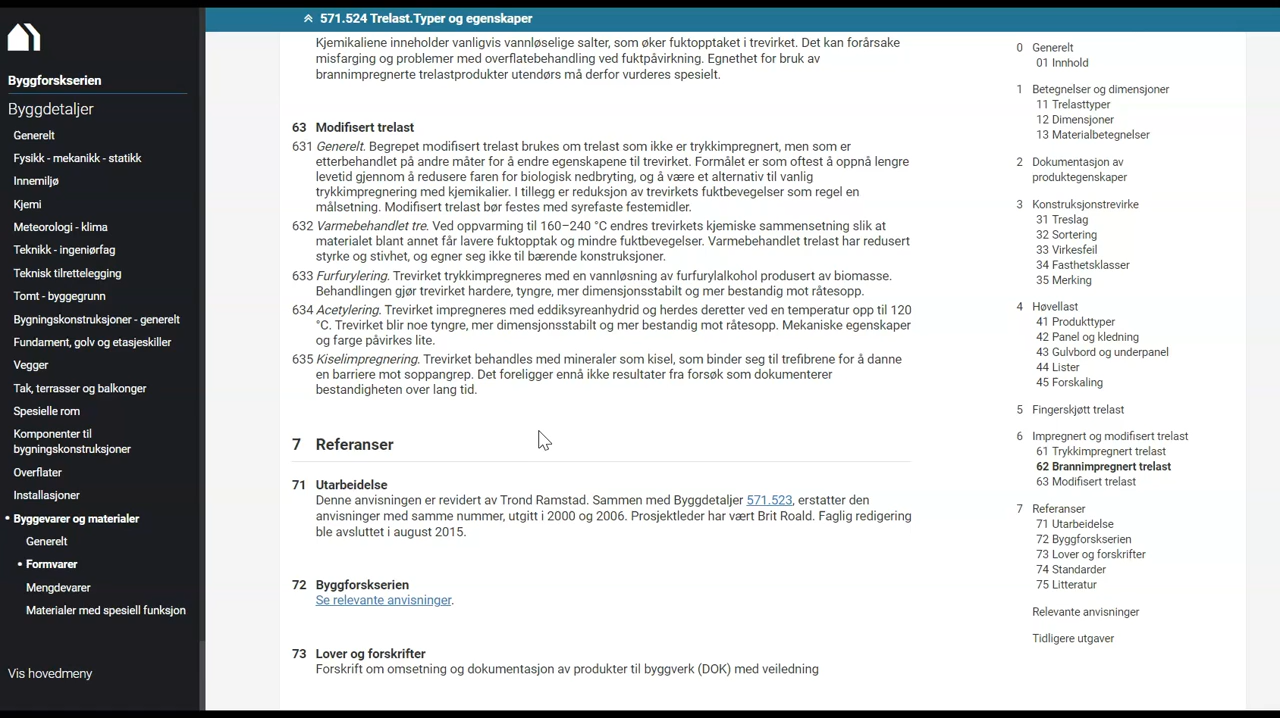 571.524 Trelast.Typer og egenskaper
Byggforskserien
Byggdetaljer
Generelt
Fysikk - mekanikk - statikk
Innemiljø
Kjemi
Meteorologi - klima
Teknikk - ingeniørfag
Teknisk tilrettelegging
Tomt - byggegrunn
Bygningskonstruksjoner - generelt
Fundament, golv og etasjeskiller
Vegger
Tak, terrasser og balkonger
Spesielle rom
Komponenter til
bygningskonstruksjoner
Overflater
Installasjoner
• Byggevarer og materialer
Generelt
• Formvarer
Mengdevarer
Materialer med spesiell funksjon
Vis hovedmeny
Kjemikaliene inneholder vanligvis vannløselige salter, som øker fuktopptaket i trevirket. Det kan forårsake
misfarging og problemer med overflatebehandling ved fuktpåvirkning. Egnethet for bruk av
brannimpregnerte trelastprodukter utendørs må derfor vurderes spesielt.
63 Modifisert trelast
631 Generelt. Begrepet modifisert trelast brukes om trelast som ikke er trykkimpregnert, men som er
etterbehandlet på andre måter for å endre egenskapene til trevirket. Formålet er som oftest å oppnå lengre
levetid gjennom å redusere faren for biologisk nedbryting, og å være et alternativ til vanlig
trykkimpregnering med kjemikalier. I tillegg er reduksjon av trevirkets fuktbevegelser som regel en
målsetning. Modifisert trelast bør festes med syrefaste festemidler.
632 Varmebehandlet tre. Ved oppvarming til 160–240 °C endres trevirkets kjemiske sammensetning slik at
materialet blant annet får lavere fuktopptak og mindre fuktbevegelser. Varmebehandlet trelast har redusert
styrke og stivhet, og egner seg ikke til bærende konstruksjoner.
633 Furfurylering. Trevirket trykkimpregneres med en vannløsning av furfurylalkohol produsert av biomasse.
Behandlingen gjør trevirket hardere, tyngre, mer dimensjonsstabilt og mer bestandig mot råtesopp.
634 Acetylering. Trevirket impregneres med eddiksyreanhydrid og herdes deretter ved en temperatur opp til 120
°C. Trevirket blir noe tyngre, mer dimensjonsstabilt og mer bestandig mot råtesopp. Mekaniske egenskaper
og farge påvirkes lite.
635 Kiselimpregnering. Trevirket behandles med mineraler som kisel, som binder seg til trefibrene for å danne
en barriere mot soppangrep. Det foreligger ennå ikke resultater fra forsøk som dokumenterer
bestandigheten over lang tid.
7 Referanser
71 Utarbeidelse
Denne anvisningen er revidert av Trond Ramstad. Sammen med Byggdetaljer 571.523, erstatter den
anvisninger med samme nummer, utgitt i 2000 og 2006. Prosjektleder har vært Brit Roald. Faglig redigering
ble avsluttet i august 2015.
72 Byggforskserien
Se relevante anvisninger.
73 Lover og forskrifter
Forskrift om omsetning og dokumentasjon av produkter til byggverk (DOK) med veiledning
0 Generelt
01 Innhold
1 Betegnelser og dimensjoner
11 Trelasttyper
12 Dimensjoner
13 Materialbetegnelser
2 Dokumentasjon av
produktegenskaper
3 Konstruksjonstrevirke
31 Treslag
32 Sortering
33 Virkesfeil
34 Fasthetsklasser
35 Merking
4 Høvellast
41 Produkttyper
42 Panel og kledning
43 Gulvbord og underpanel
44 Lister
45 Forskaling
5 Fingerskjøtt trelast
6 Impregnert og modifisert trelast
61 Trykkimpregnert trelast
62 Brannimpregnert trelast
63 Modifisert trelast
7 Referanser
71 Utarbeidelse
72 Byggforskserien
73 Lover og forskrifter
74 Standarder
75 Litteratur
Relevante anvisninger
Tidligere utgaver